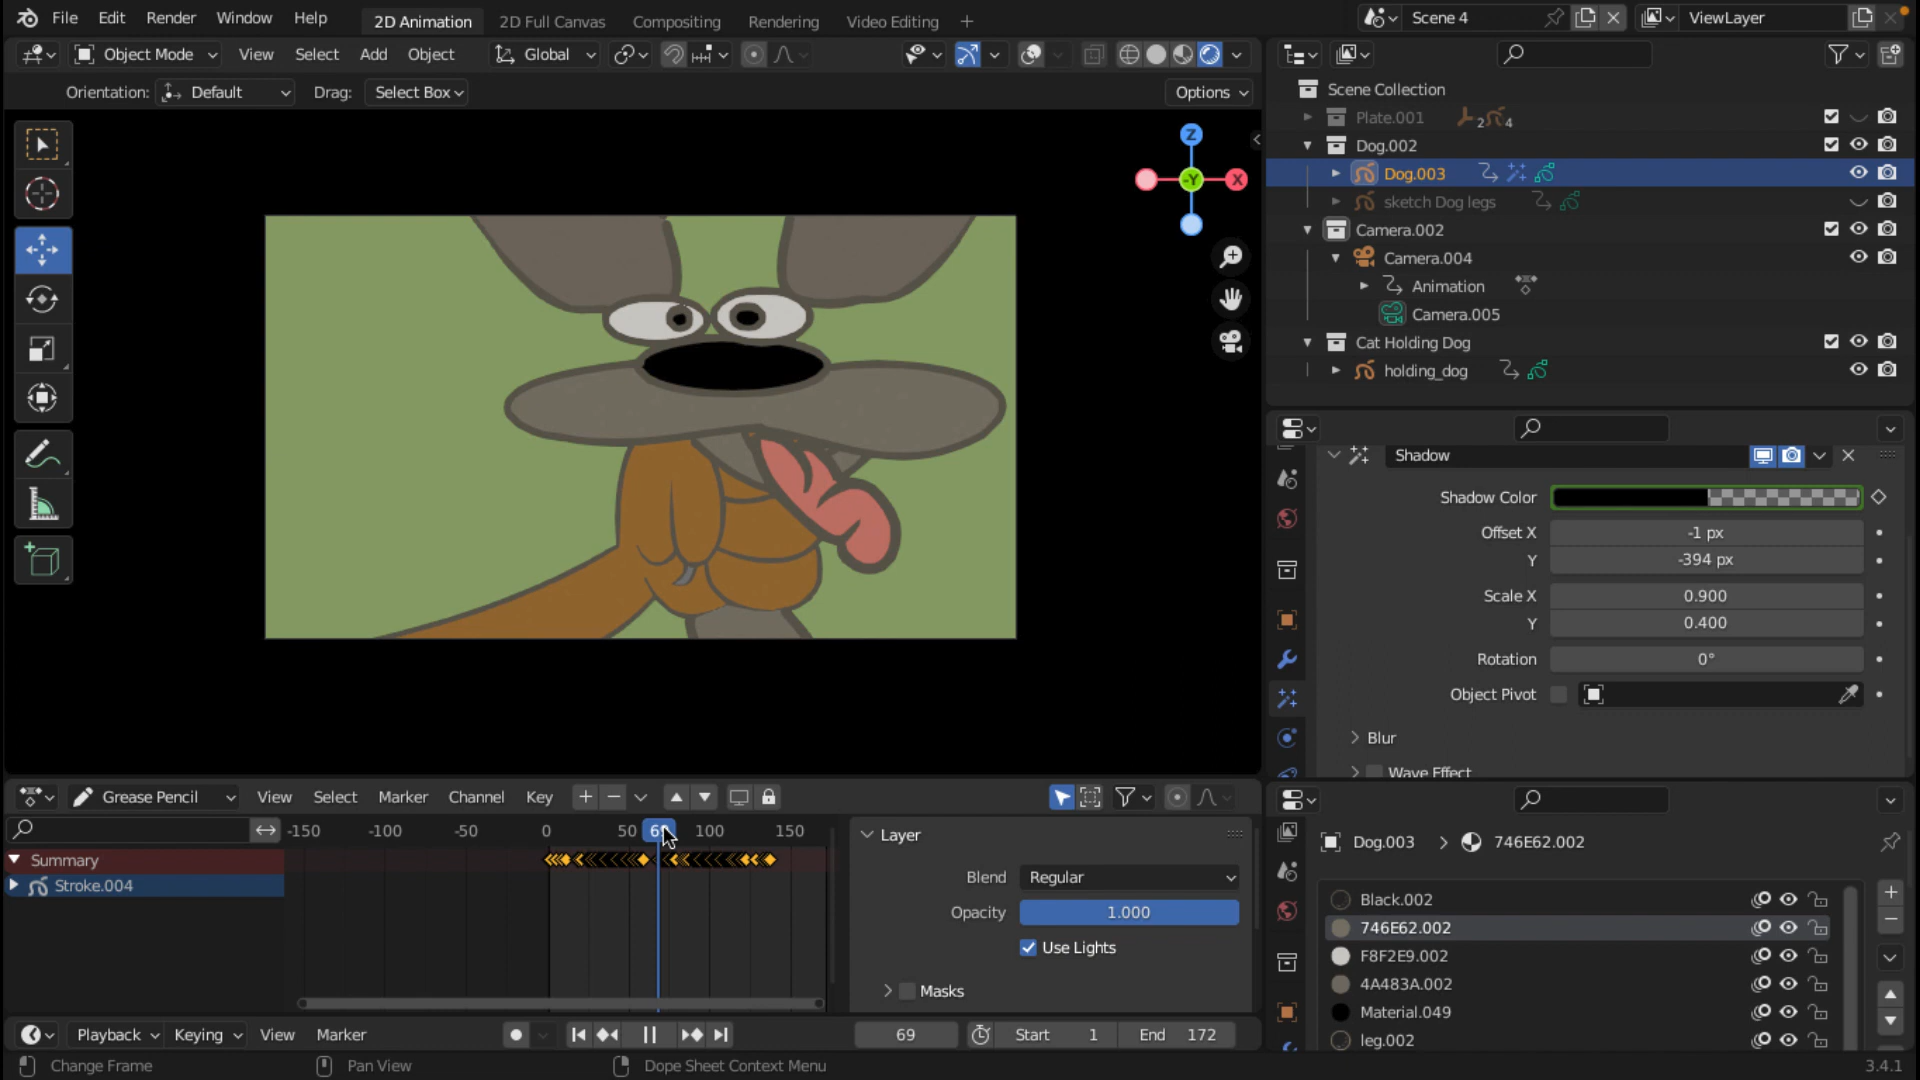 File Edit Render Window Help 2D Animation 2D Full Canvas Compositing Rendering Video Editing + Scene 4 ViewLayer
Object Mode View Select Add Object Global
Orientation: Default Drag: Select Box Options
Z
-Y X
Scene Collection
Plate.001 2 4
Dog.002
Dog.003
sketch Dog legs
Camera.002
Camera.004
Animation
Camera.005
Cat Holding Dog
holding_dog
Shadow
Shadow Color
Offset X -1 px
Y -394 px
Scale X 0.900
Y 0.400
Rotation 0°
Object Pivot
Blur
Wave Effect
Grease Pencil View Select Marker Channel Key
-150 -100 -50 0 50 69 100 150
Summary
Stroke.004
Layer
Blend Regular
Opacity 1.000
Use Lights
Masks
Dog.003 > 746E62.002
Black.002
746E62.002
F8F2E9.002
4A483A.002
Material.049
leg.002
Playback Keying View Marker 69 Start 1 End 172
Change Frame Pan View Dope Sheet Context Menu 3.4.1